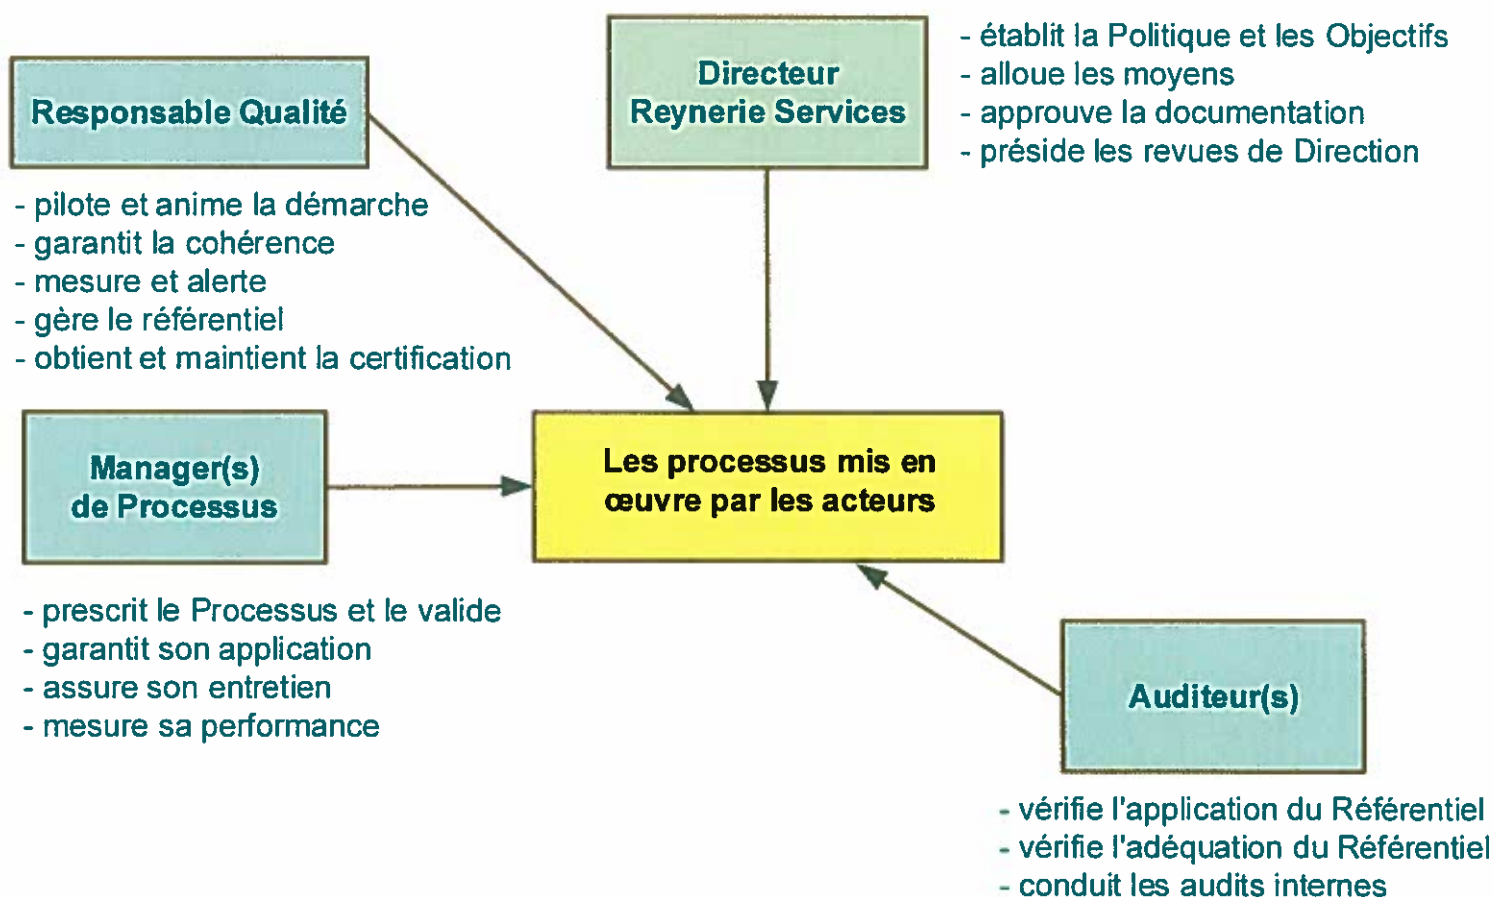 Responsable Qualité
- pilote et anime la démarche
- garantit la cohérence
- mesure et alerte
- gère le référentiel
- obtient et maintient la certification
Directeur
Reynerie Services
- établit la Politique et les Objectifs
- alloue les moyens
- approuve la documentation
- préside les revues de Direction
Manager(s)
de Processus
- prescrit le Processus et le valide
- garantit son application
- assure son entretien
- mesure sa performance
Les processus mis en
œuvre par les acteurs
Auditeur(s)
- vérifie l'application du Référentiel
- vérifie l'adéquation du Référentiel
- conduit les audits internes